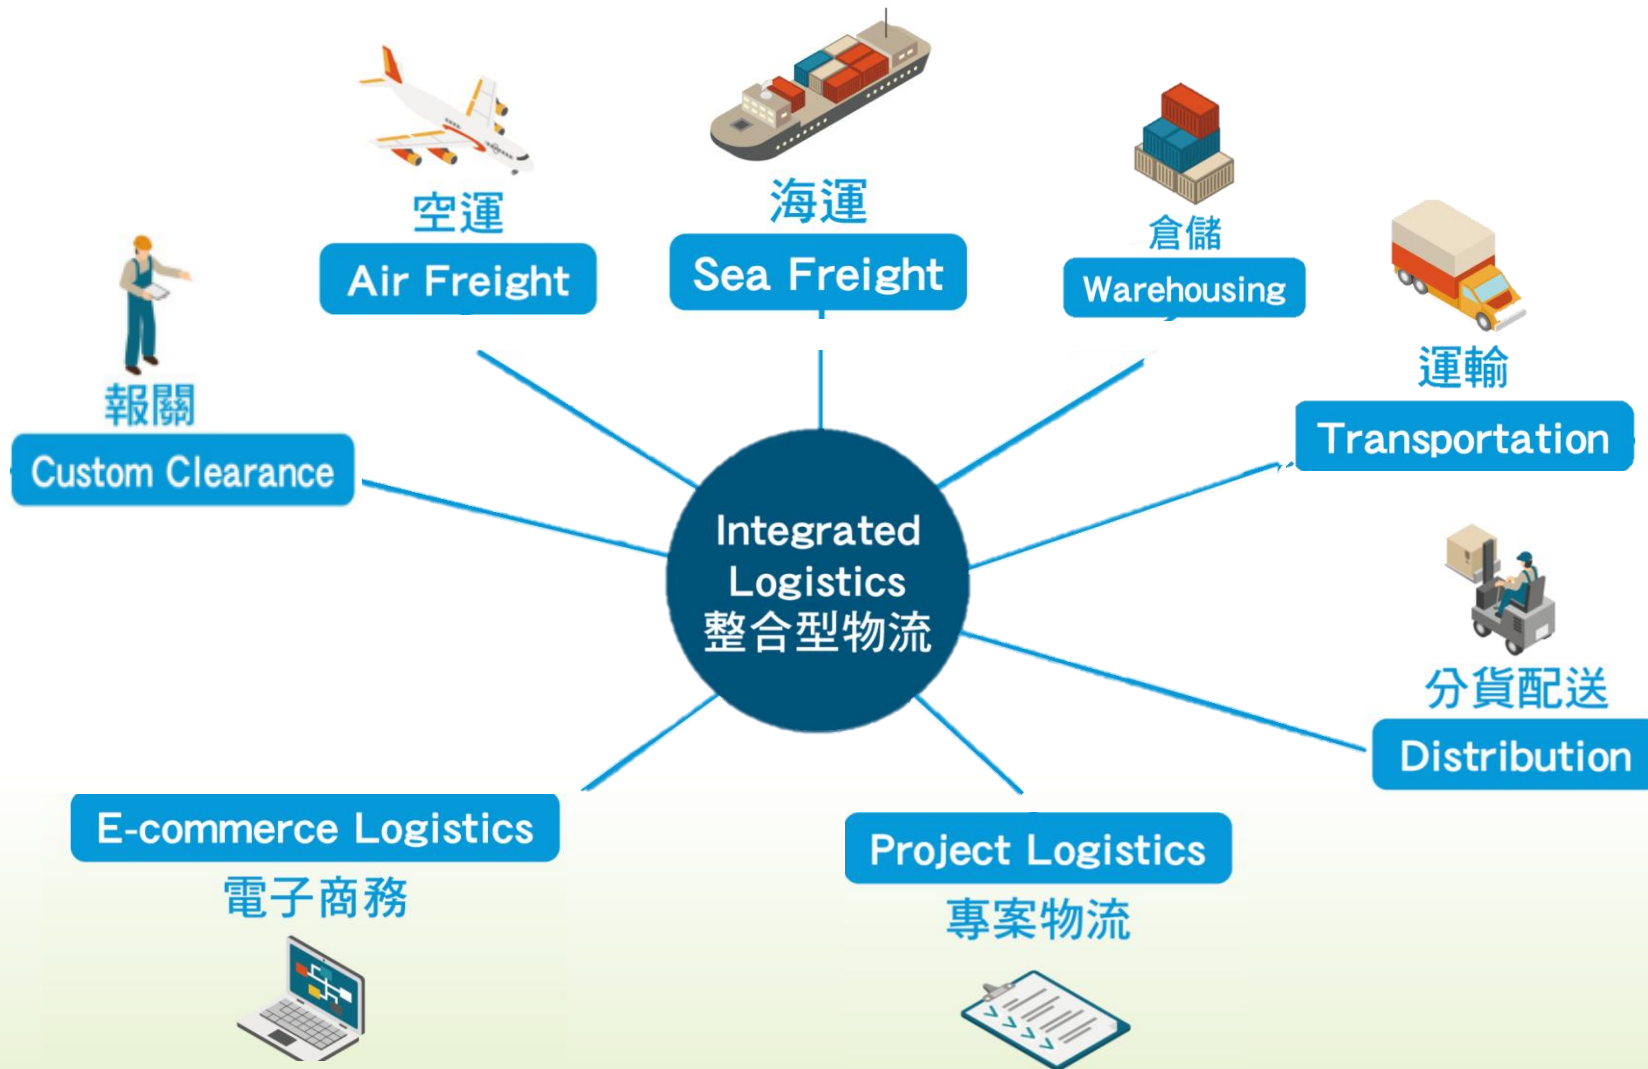 空運
Air Freight
海運
Sea Freight
倉儲
Warehousing
運輸
Transportation
報關
Custom Clearance
Integrated
Logistics
整合型物流
分貨配送
Distribution
E-commerce Logistics
電子商務
Project Logistics
專案物流